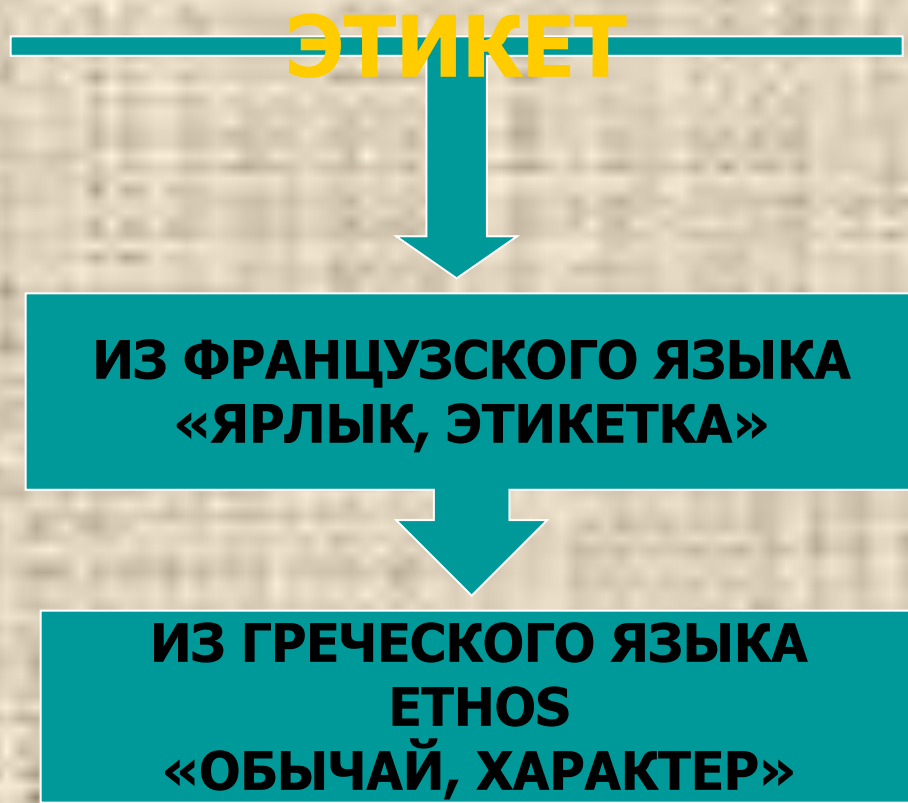 ЭТИКЕТ
ИЗ ФРАНЦУЗСКОГО ЯЗЫКА
«ЯРЛЫК, ЭТИКЕТКА»
ИЗ ГРЕЧЕСКОГО ЯЗЫКА
ETHOS
«ОБЫЧАЙ, ХАРАКТЕР»